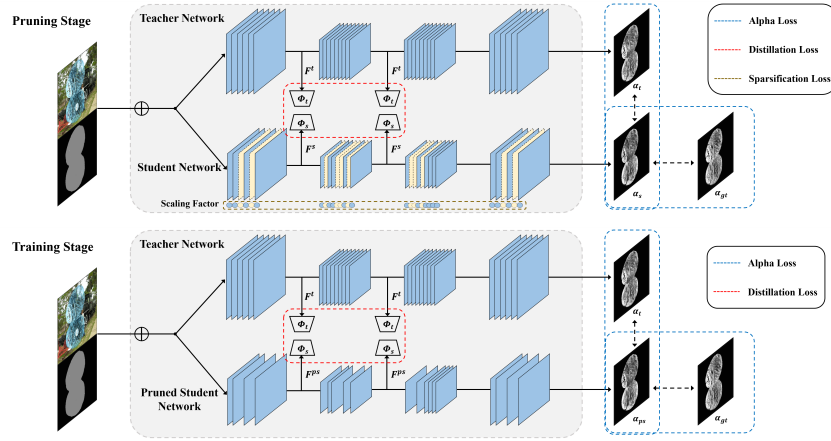 Pruning Stage
Teacher Network
F^t
F^t
Φ_t
Φ_t
Φ_s
Φ_s
F^s
F^s
Student Network
Scaling Factor
α_t
α_s
α_gt
Alpha Loss
Distillation Loss
Sparsification Loss
Training Stage
Teacher Network
F^t
F^t
Φ_t
Φ_t
Φ_s
Φ_s
F^ps
F^ps
Pruned Student
Network
α_t
α_ps
α_gt
Alpha Loss
Distillation Loss